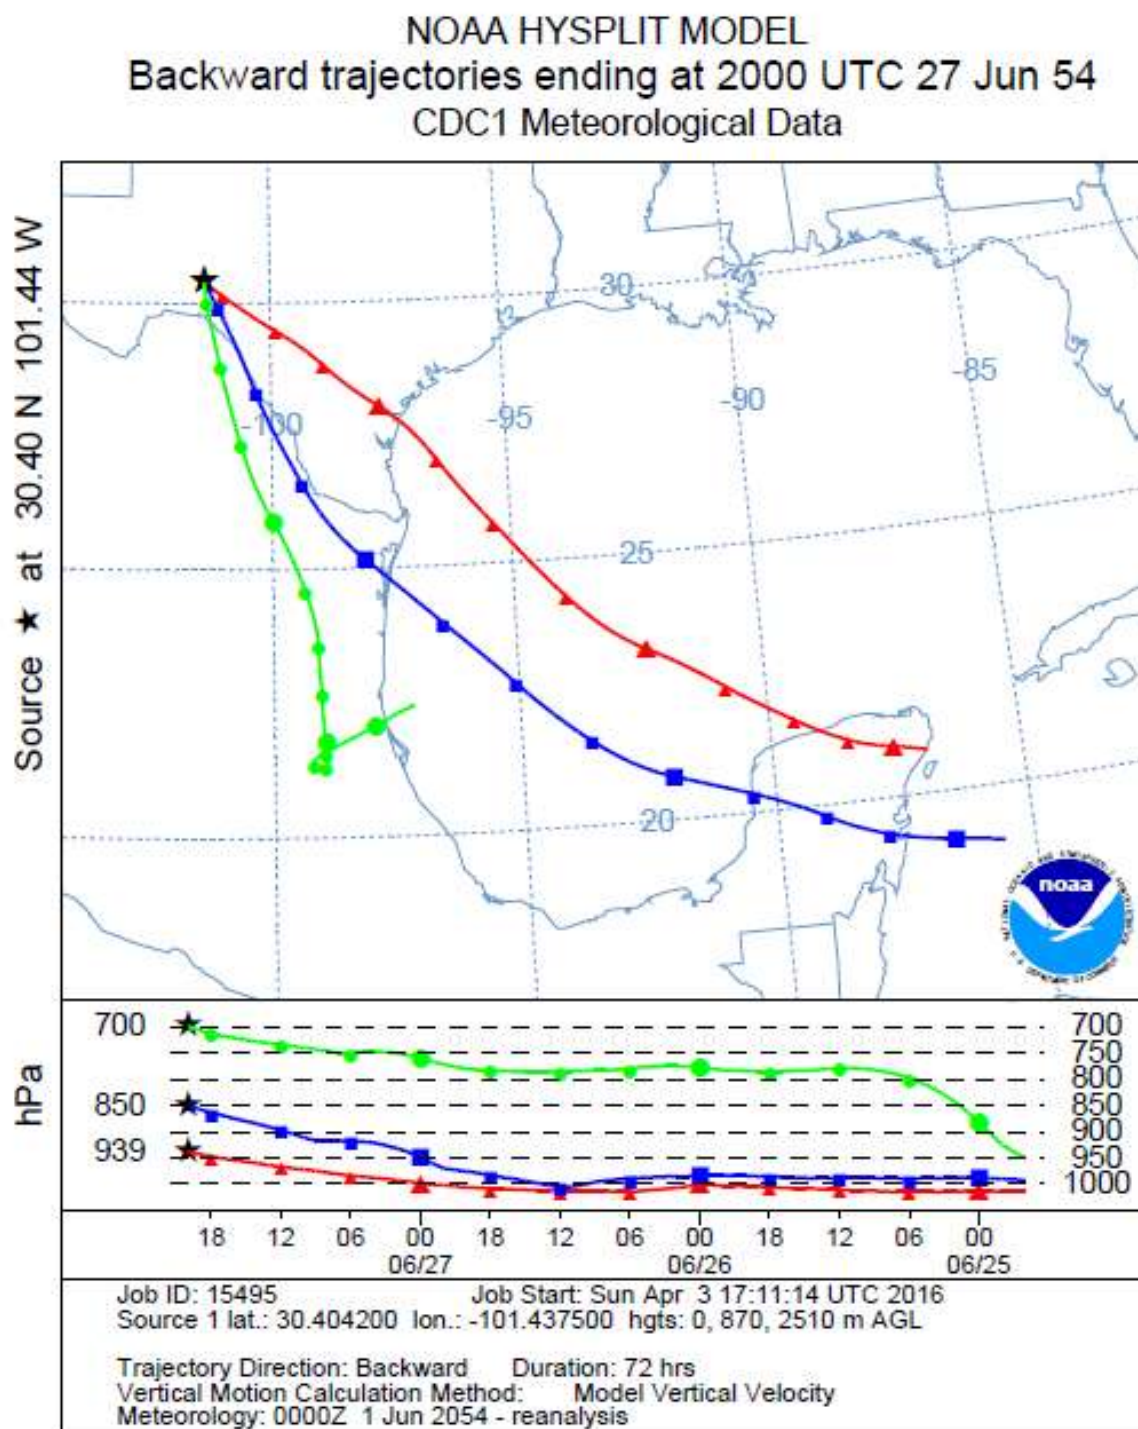 NOAA HYSPLIT MODEL
Backward trajectories ending at 2000 UTC 27 Jun 54
CDC1 Meteorological Data
Source ★ at 30.40 N 101.44 W
30
-85
-90
-95
-100
25
20
noaa
hPa
700 700
750
800
850 850
900
939 950
1000
18 12 06 00 18 12 06 00 18 12 06 00
06/27 06/26 06/25
Job ID: 15495 Job Start: Sun Apr 3 17:11:14 UTC 2016
Source 1 lat.: 30.404200 lon.: -101.437500 hgts: 0, 870, 2510 m AGL
Trajectory Direction: Backward Duration: 72 hrs
Vertical Motion Calculation Method: Model Vertical Velocity
Meteorology: 0000Z 1 Jun 2054 - reanalysis